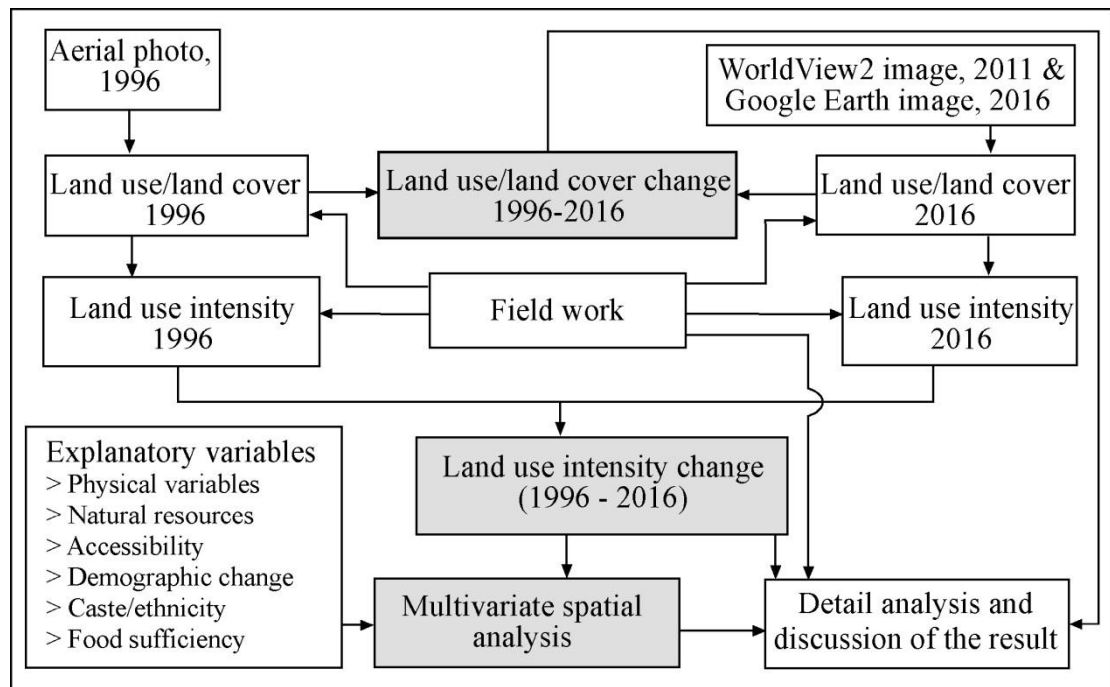 Aerial photo,
1996
WorldView2 image, 2011 &
Google Earth image, 2016
Land use/land cover
1996
Land use/land cover change
1996-2016
Land use/land cover
2016
Land use intensity
1996
Field work
Land use intensity
2016
Explanatory variables
> Physical variables
> Natural resources
> Accessibility
> Demographic change
> Caste/ethnicity
> Food sufficiency
Land use intensity change
(1996 - 2016)
Multivariate spatial
analysis
Detail analysis and
discussion of the result